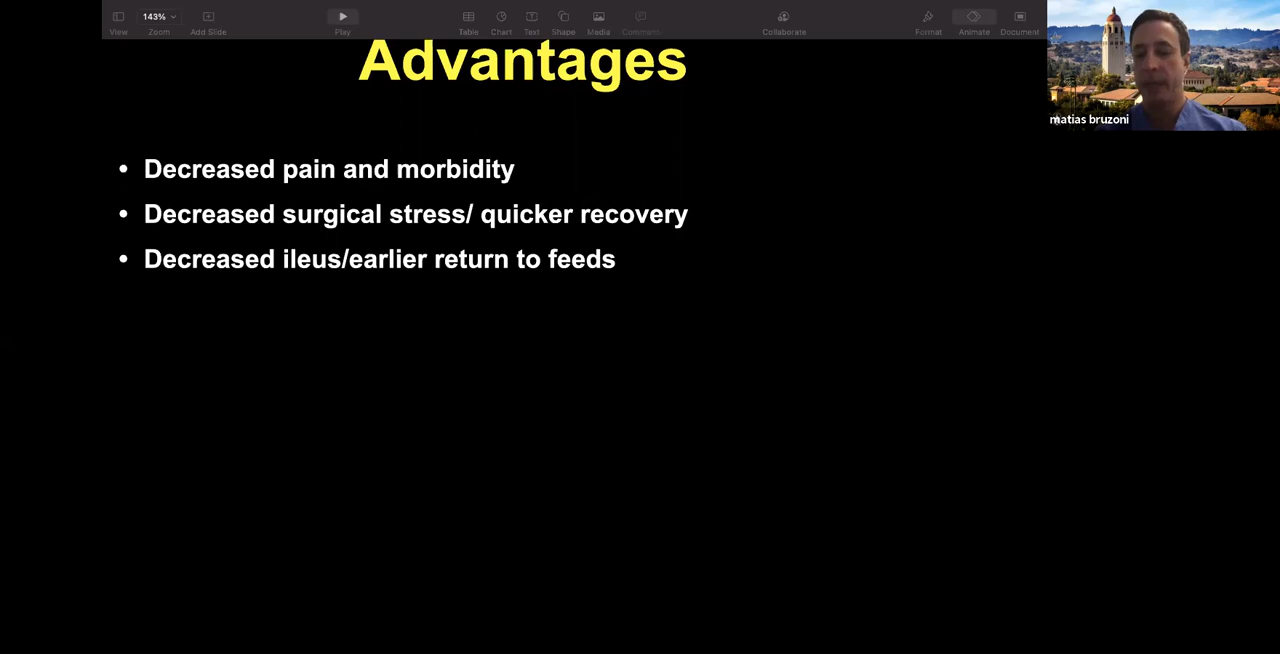 143%
View
Zoom
Add Slide
Play
Table
Chart
Text
Shape
Media
Comment
Collaborate
Format
Animate
Document
Advantages
matias bruzoni
• Decreased pain and morbidity
• Decreased surgical stress/ quicker recovery
• Decreased ileus/earlier return to feeds